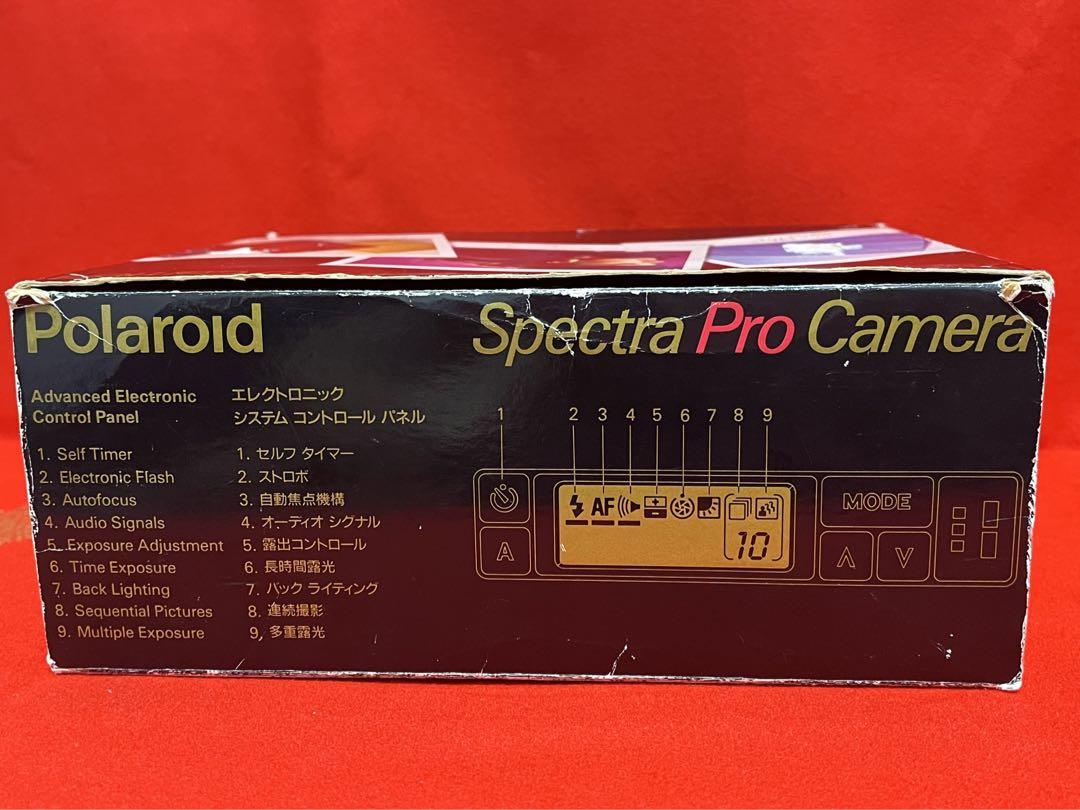 Polaroid
Spectra Pro Camera
Advanced Electronic
Control Panel
1. Self Timer
2. Electronic Flash
3. Autofocus
4. Audio Signals
5. Exposure Adjustment
6. Time Exposure
7. Back Lighting
8. Sequential Pictures
9. Multiple Exposure
エレクトロニック
システム コントロール パネル
1. セルフ タイマー
2. ストロボ
3. 自動焦点機構
4. オーディオ シグナル
5. 露出コントロール
6. 長時間露光
7. バック ライティング
8. 連続撮影
9. 多重露光
1 2 3 4 5 6 7 8 9
AF
MODE
A
10